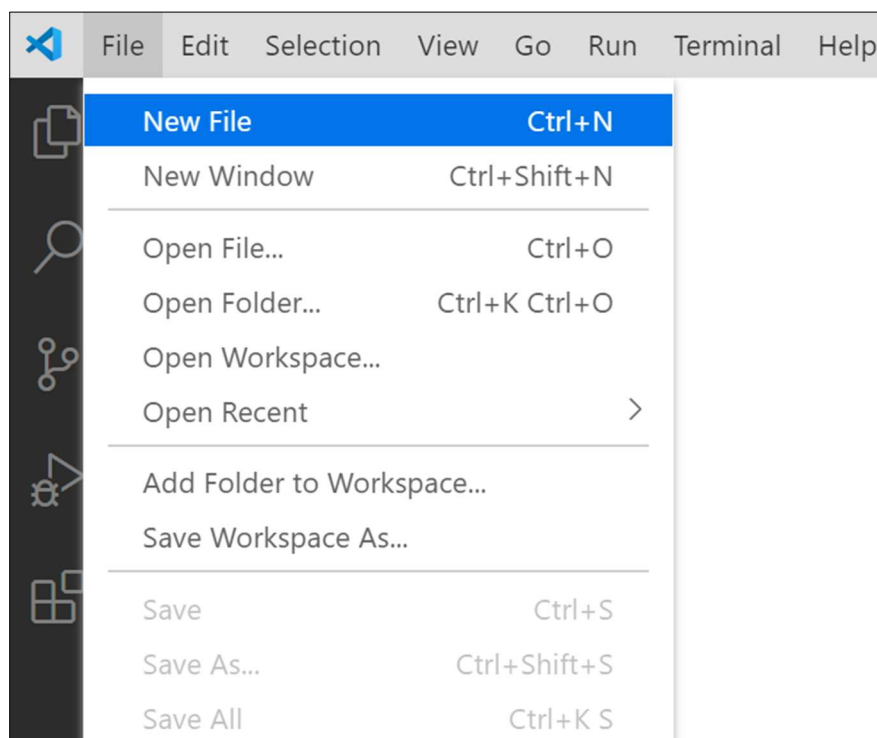 File Edit Selection View Go Run Terminal Help
New File Ctrl+N
New Window Ctrl+Shift+N
Open File... Ctrl+O
Open Folder... Ctrl+K Ctrl+O
Open Workspace...
Open Recent
Add Folder to Workspace...
Save Workspace As...
Save Ctrl+S
Save As... Ctrl+Shift+S
Save All Ctrl+K S